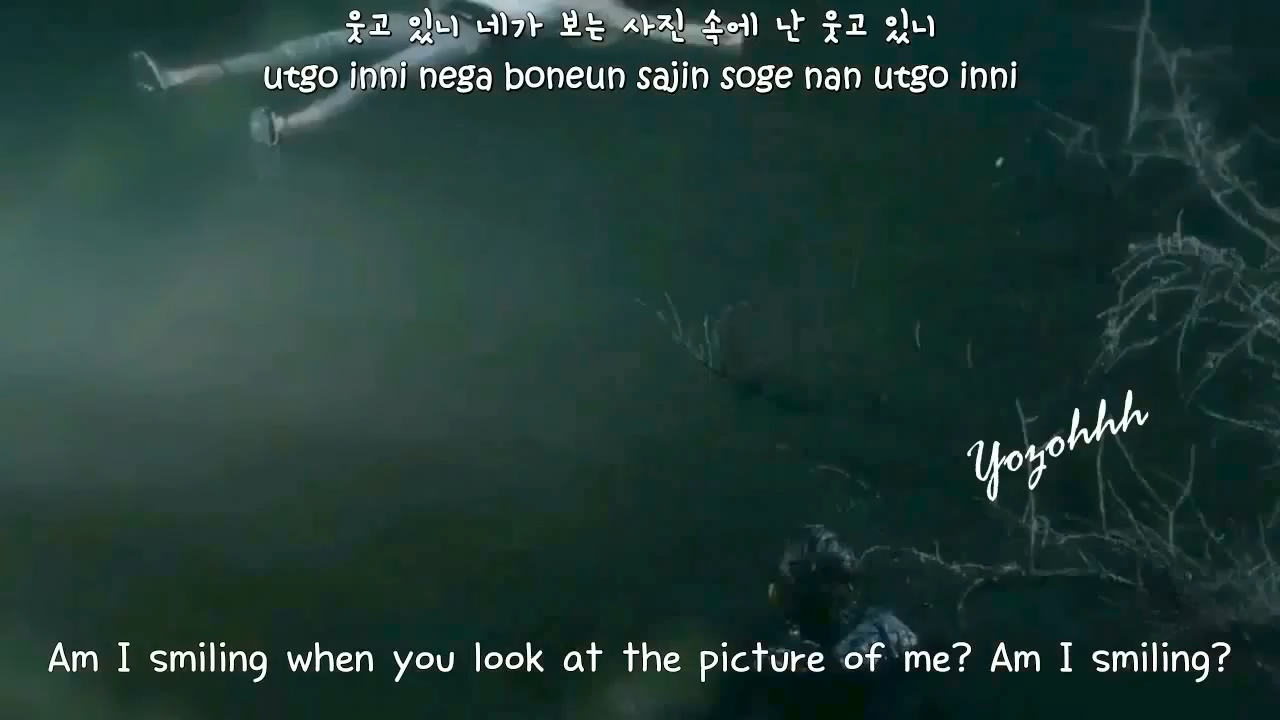 웃고 있니 네가 보는 사진 속에 난 웃고 있니
utgo inni nega boneun sajin soge nan utgo inni
Yozohhh
Am I smiling when you look at the picture of me? Am I smiling?